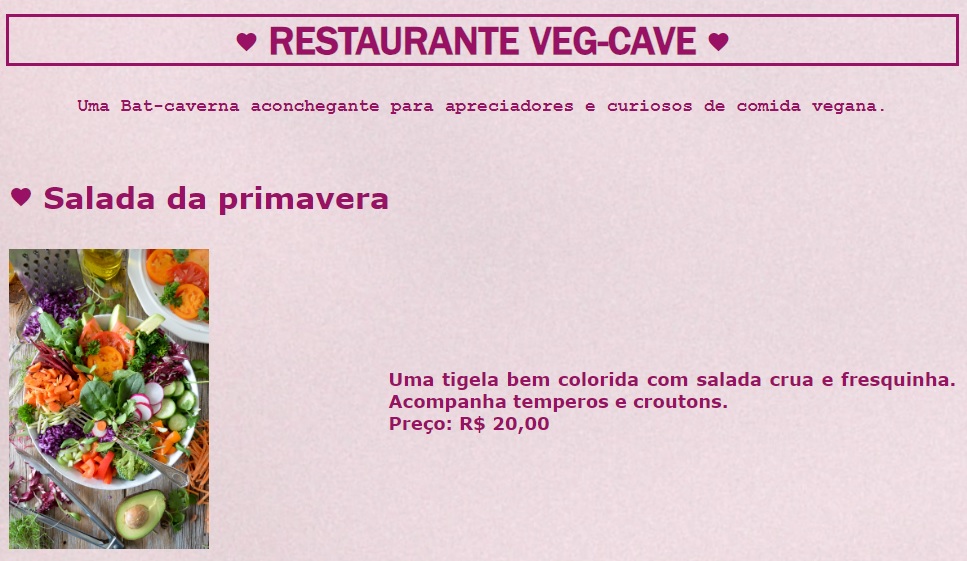 ♥ RESTAURANTE VEG-CAVE ♥
Uma Bat-caverna aconchegante para apreciadores e curiosos de comida vegana.
♥ Salada da primavera
Uma tigela bem colorida com salada crua e fresquinha.
Acompanha temperos e croutons.
Preço: R$ 20,00